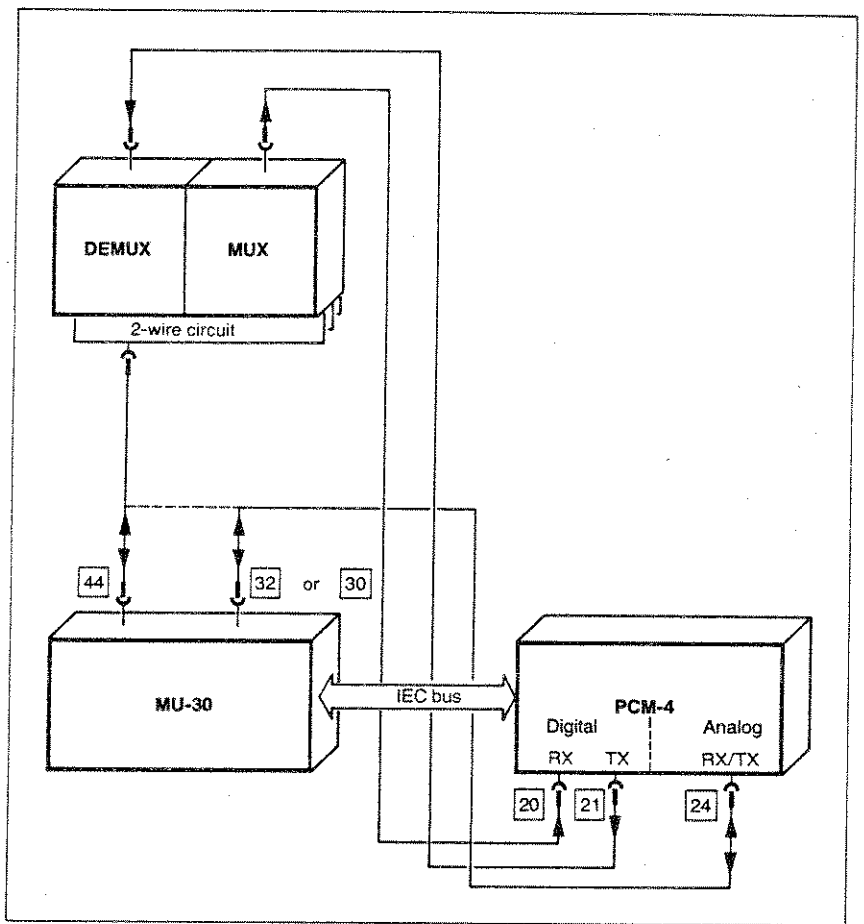 DEMUX MUX
2-wire circuit
44 32 or 30
MU-30
IEC bus
PCM-4
Digital Analog
RX TX RX/TX
20 21 24